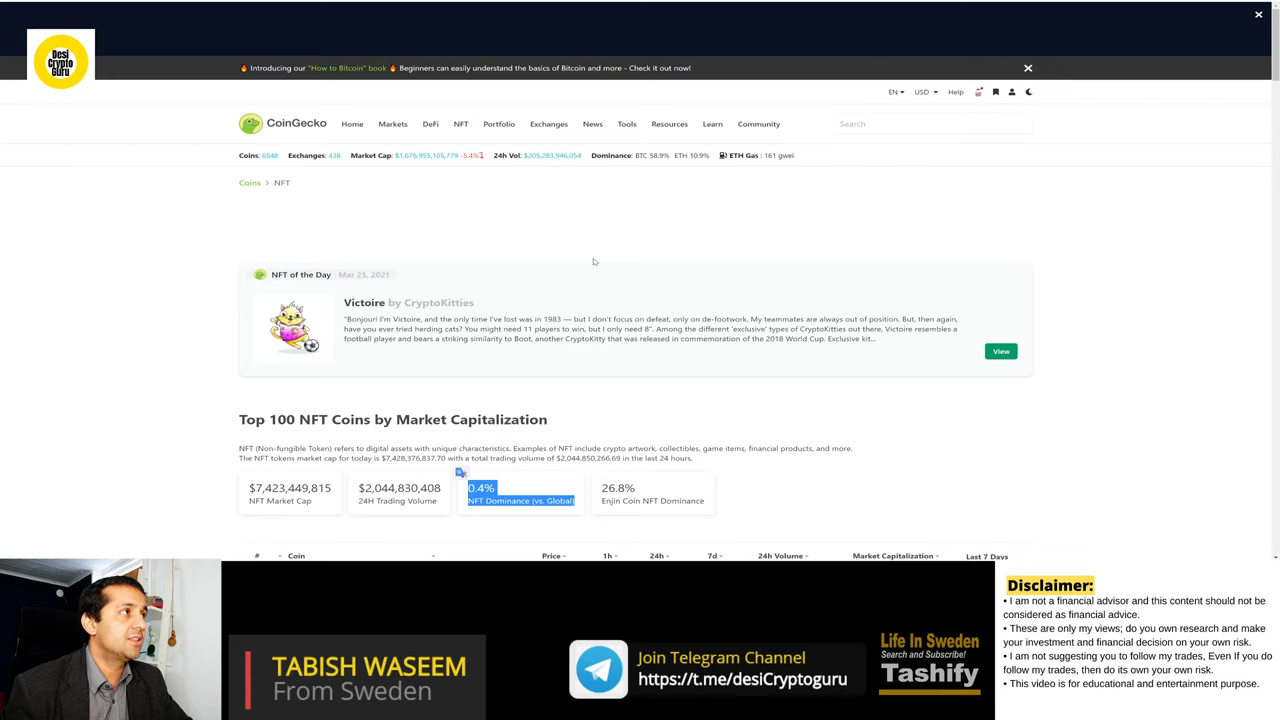 Desi
Crypto
Guru
🔥 Introducing our "How to Bitcoin" book 🔥 Beginners can easily understand the basics of Bitcoin and more - Check it out now!
EN USD Help
CoinGecko Home Markets DeFi NFT Portfolio Exchanges News Tools Resources Learn Community Search
Coins: 6548 Exchanges: 438 Market Cap: $1,676,955,105,779 -5.4% 24h Vol: $205,283,946,054 Dominance: BTC 58.9% ETH 10.9% ETH Gas : 161 gwei
Coins > NFT
NFT of the Day Mar 25, 2021
Victoire by CryptoKitties
"Bonjour! I'm Victoire, and the only time I've lost was in 1983 — but I don't focus on defeat, only on de-footwork. My teammates are always out of position. But, then again,
have you ever tried herding cats? You might need 11 players to win, but I only need 8". Among the different 'exclusive' types of CryptoKitties out there, Victoire resembles a
football player and bears a striking similarity to Boot, another CryptoKitty that was released in commemoration of the 2018 World Cup. Exclusive kit...
View
Top 100 NFT Coins by Market Capitalization
NFT (Non-fungible Token) refers to digital assets with unique characteristics. Examples of NFT include crypto artwork, collectibles, game items, financial products, and more.
The NFT tokens market cap for today is $7,428,376,837.70 with a total trading volume of $2,044,850,266.69 in the last 24 hours.
$7,423,449,815 $2,044,830,408 0.4% 26.8%
NFT Market Cap 24H Trading Volume NFT Dominance (vs. Global) Enjin Coin NFT Dominance
# Coin Price 1h 24h 7d 24h Volume Market Capitalization Last 7 Days
TABISH WASEEM
From Sweden
Join Telegram Channel
https://t.me/desiCryptoguru
Life In Sweden
Search and Subscribe!
Tashify
Disclaimer:
• I am not a financial advisor and this content should not be
considered as financial advice.
• These are only my views; do you own research and make
your investment and financial decision on your own risk.
• I am not suggesting you to follow my trades, Even If you do
follow my trades, then do its own your own risk.
• This video is for educational and entertainment purpose.